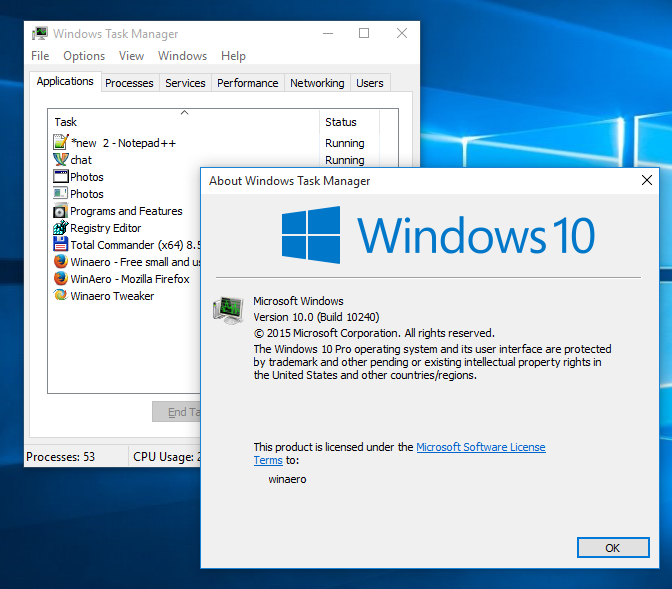 Windows Task Manager
File Options View Windows Help
Applications Processes Services Performance Networking Users
Task Status
*new 2 - Notepad++ Running
chat Running
Photos
Photos
Programs and Features
Registry Editor
Total Commander (x64) 8.5
Winaero - Free small and us
WinAero - Mozilla Firefox
Winaero Tweaker
End Ta
Processes: 53 CPU Usage: 2
About Windows Task Manager
Windows 10
Microsoft Windows
Version 10.0 (Build 10240)
© 2015 Microsoft Corporation. All rights reserved.
The Windows 10 Pro operating system and its user interface are protected
by trademark and other pending or existing intellectual property rights in
the United States and other countries/regions.
This product is licensed under the Microsoft Software License
Terms to:
winaero
OK